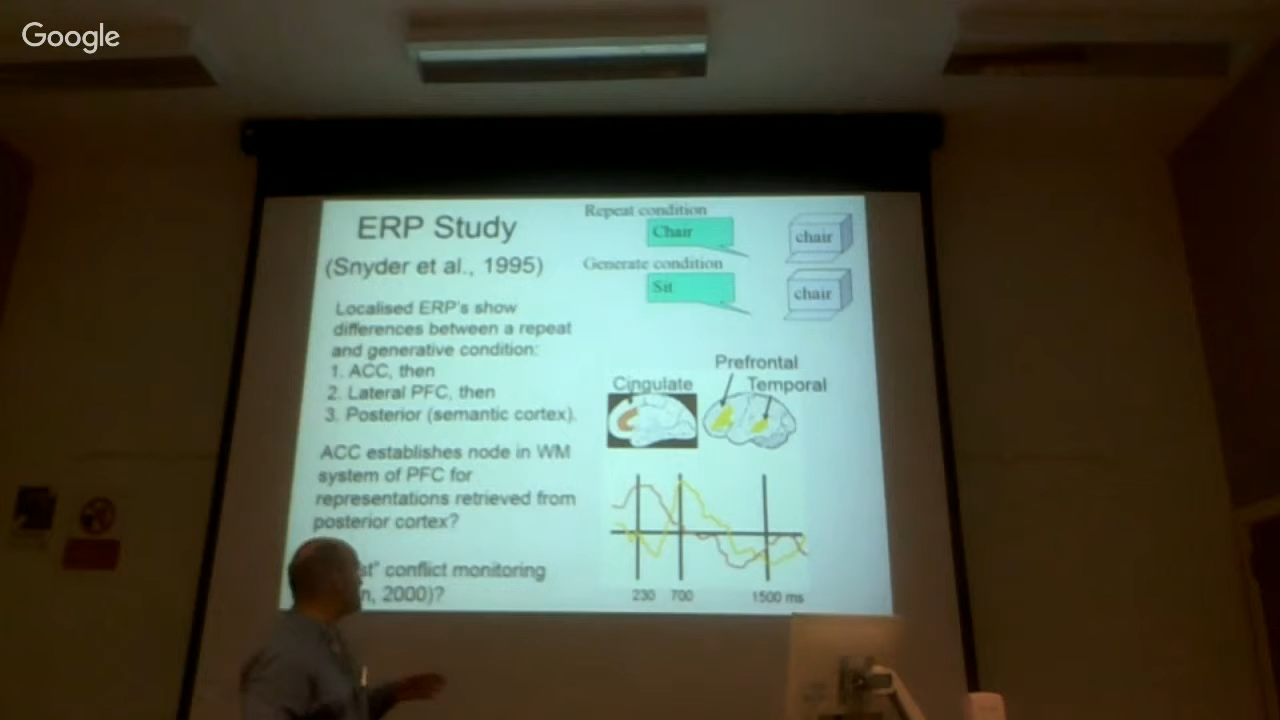 Google
ERP Study
(Snyder et al., 1995)
Localised ERP's show
differences between a repeat
and generative condition:
1. ACC, then
2. Lateral PFC, then
3. Posterior (semantic cortex).
ACC establishes node in WM
system of PFC for
representations retrieved from
posterior cortex?
st" conflict monitoring
n, 2000)?
Repeat condition
Chair
chair
Generate condition
Sit
chair
Prefrontal
Cingulate
Temporal
230 700 1500 ms